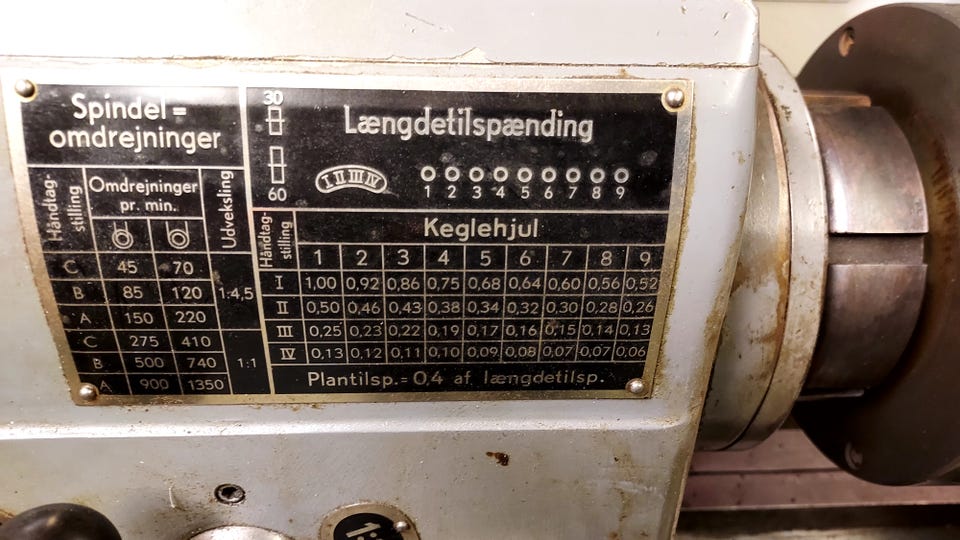 Spindel=
omdrejninger
Håndtag-
stilling
Omdrejninger
pr. min.
Udveksling
C 45 70
B 85 120 1:4,5
A 150 220
C 275 410
B 500 740 1:1
A 900 1350
30
60
Længdetilspænding
I II III IV
1 2 3 4 5 6 7 8 9
Håndtag-
stilling
Keglehjul
1 2 3 4 5 6 7 8 9
I 1,00 0,92 0,86 0,75 0,68 0,64 0,60 0,56 0,52
II 0,50 0,46 0,43 0,38 0,34 0,32 0,30 0,28 0,26
III 0,25 0,23 0,22 0,19 0,17 0,16 0,15 0,14 0,13
IV 0,13 0,12 0,11 0,10 0,09 0,08 0,07 0,07 0,06
Plantilsp.= 0,4 af længdetilsp.